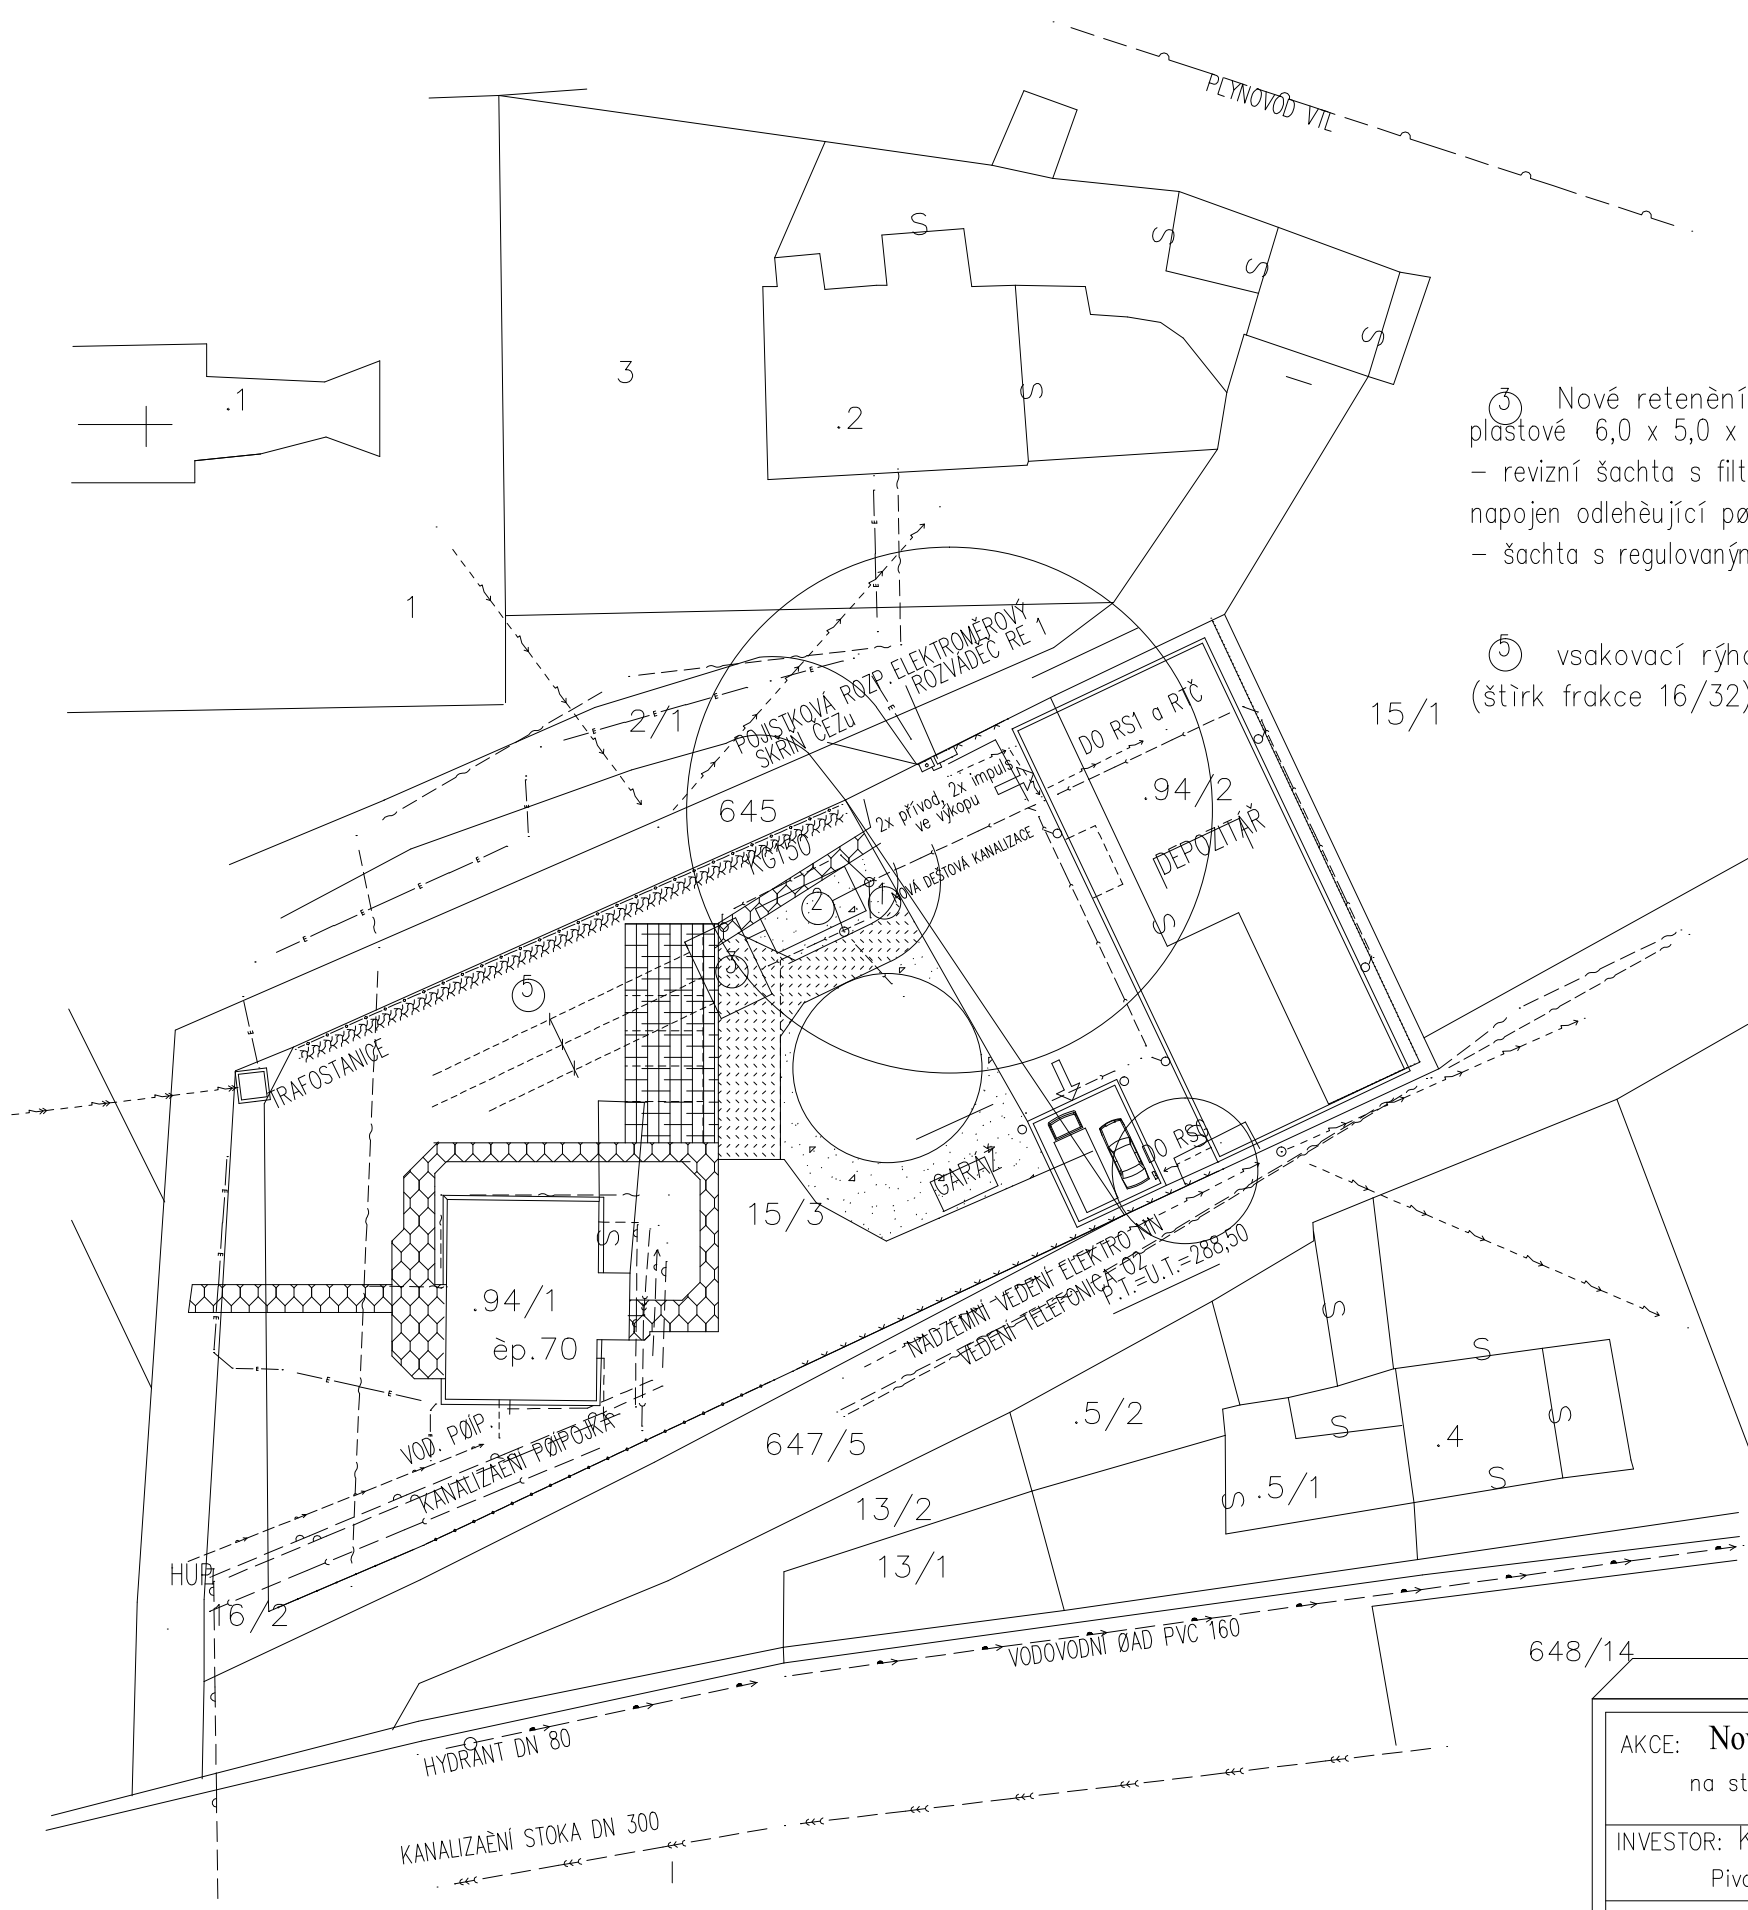 PLYNOVOD VTL
S
S
S
S
.1
3
.2
S
3 Nové retenèní
plastové 6,0 x 5,0 x
– revizní šachta s filt
napojen odlehèující pø
– šachta s regulovaným
1
5 vsakovací rýho
(štìrk frakce 16/32)
15/1
2/1
POJISTKOVÁ ROZP.
SKŘÍŇ ČEZu
ELEKTROMĚROVÝ
ROZVÁDĚČ RE 1
DO RS1 a RTČ
.94/2
DEPOZITÁŘ
S
645
KG150
2x přívod, 2x impuls
ve výkopu
NOVÁ DEŠŤOVÁ KANALIZACE
2
1
3
5
TRAFOSTANICE
DO RSG
GARÁŽ
15/3
S
.94/1
èp.70
NADZEMNÍ VEDENÍ ELEKTRO NN
VEDENÍ TELEFONICA O2
P.T.=U.T.=288,50
VOD. PØÍP.
KANALIZAÈNÍ PØÍPOJKA
HUP
16/2
647/5
.5/2
S
S
S
S
.4
S
S
.5/1
13/2
13/1
VODOVODNÍ ØAD PVC 160
HYDRANT DN 80
KANALIZAÈNÍ STOKA DN 300
648/14
AKCE: Nov
na st
INVESTOR: K
Pivo